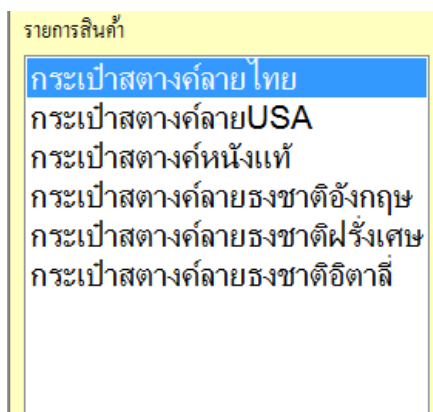 รายการสินค้า
กระเป๋าสตางค์ลายไทย
กระเป๋าสตางค์ลายUSA
กระเป๋าสตางค์หนังแท้
กระเป๋าสตางค์ลายธงชาติอังกฤษ
กระเป๋าสตางค์ลายธงชาติฝรั่งเศษ
กระเป๋าสตางค์ลายธงชาติอิตาลี่